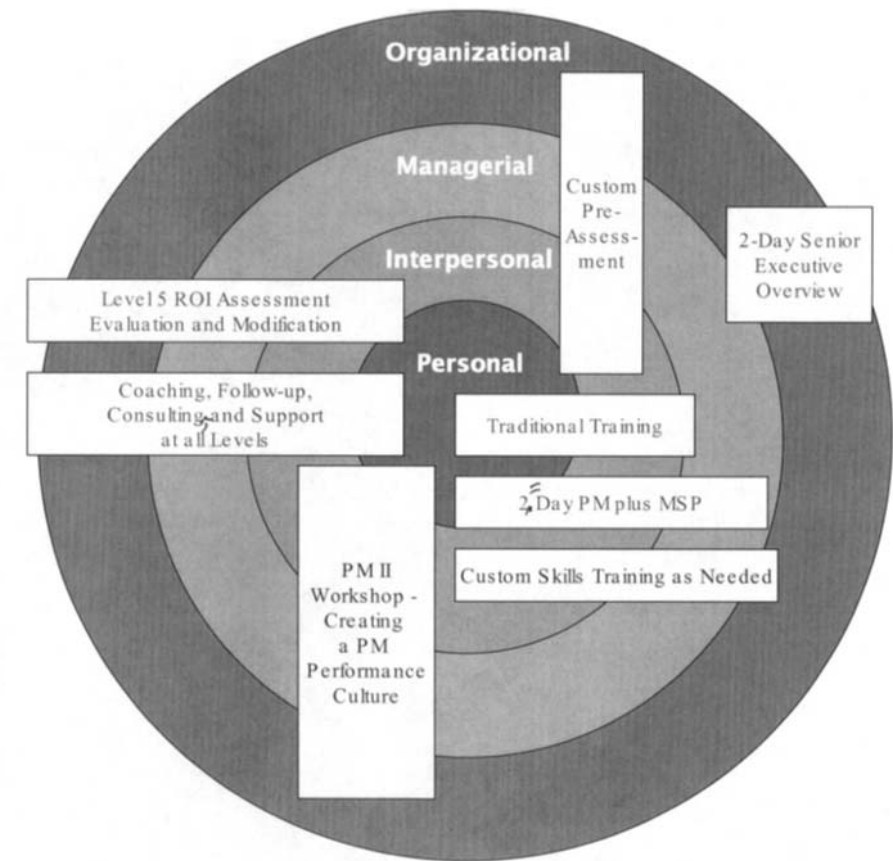 Organizational
Managerial
Interpersonal
Personal
Custom
Pre-
Assess-
ment
2-Day Senior
Executive
Overview
Level 5 ROI Assessment
Evaluation and Modification
Coaching, Follow-up,
Consulting, and Support
at all Levels
Traditional Training
2-Day PM plus MSP
Custom Skills Training as Needed
PM II
Workshop -
Creating
a PM
Performance
Culture